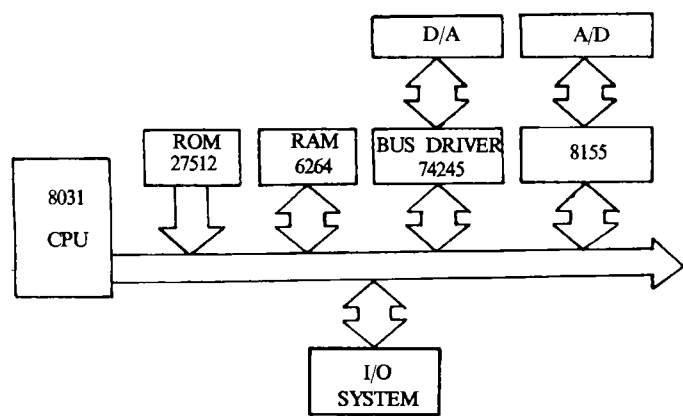 D/A
A/D
ROM
27512
RAM
6264
BUS DRIVER
74245
8155
8031
CPU
I/O
SYSTEM